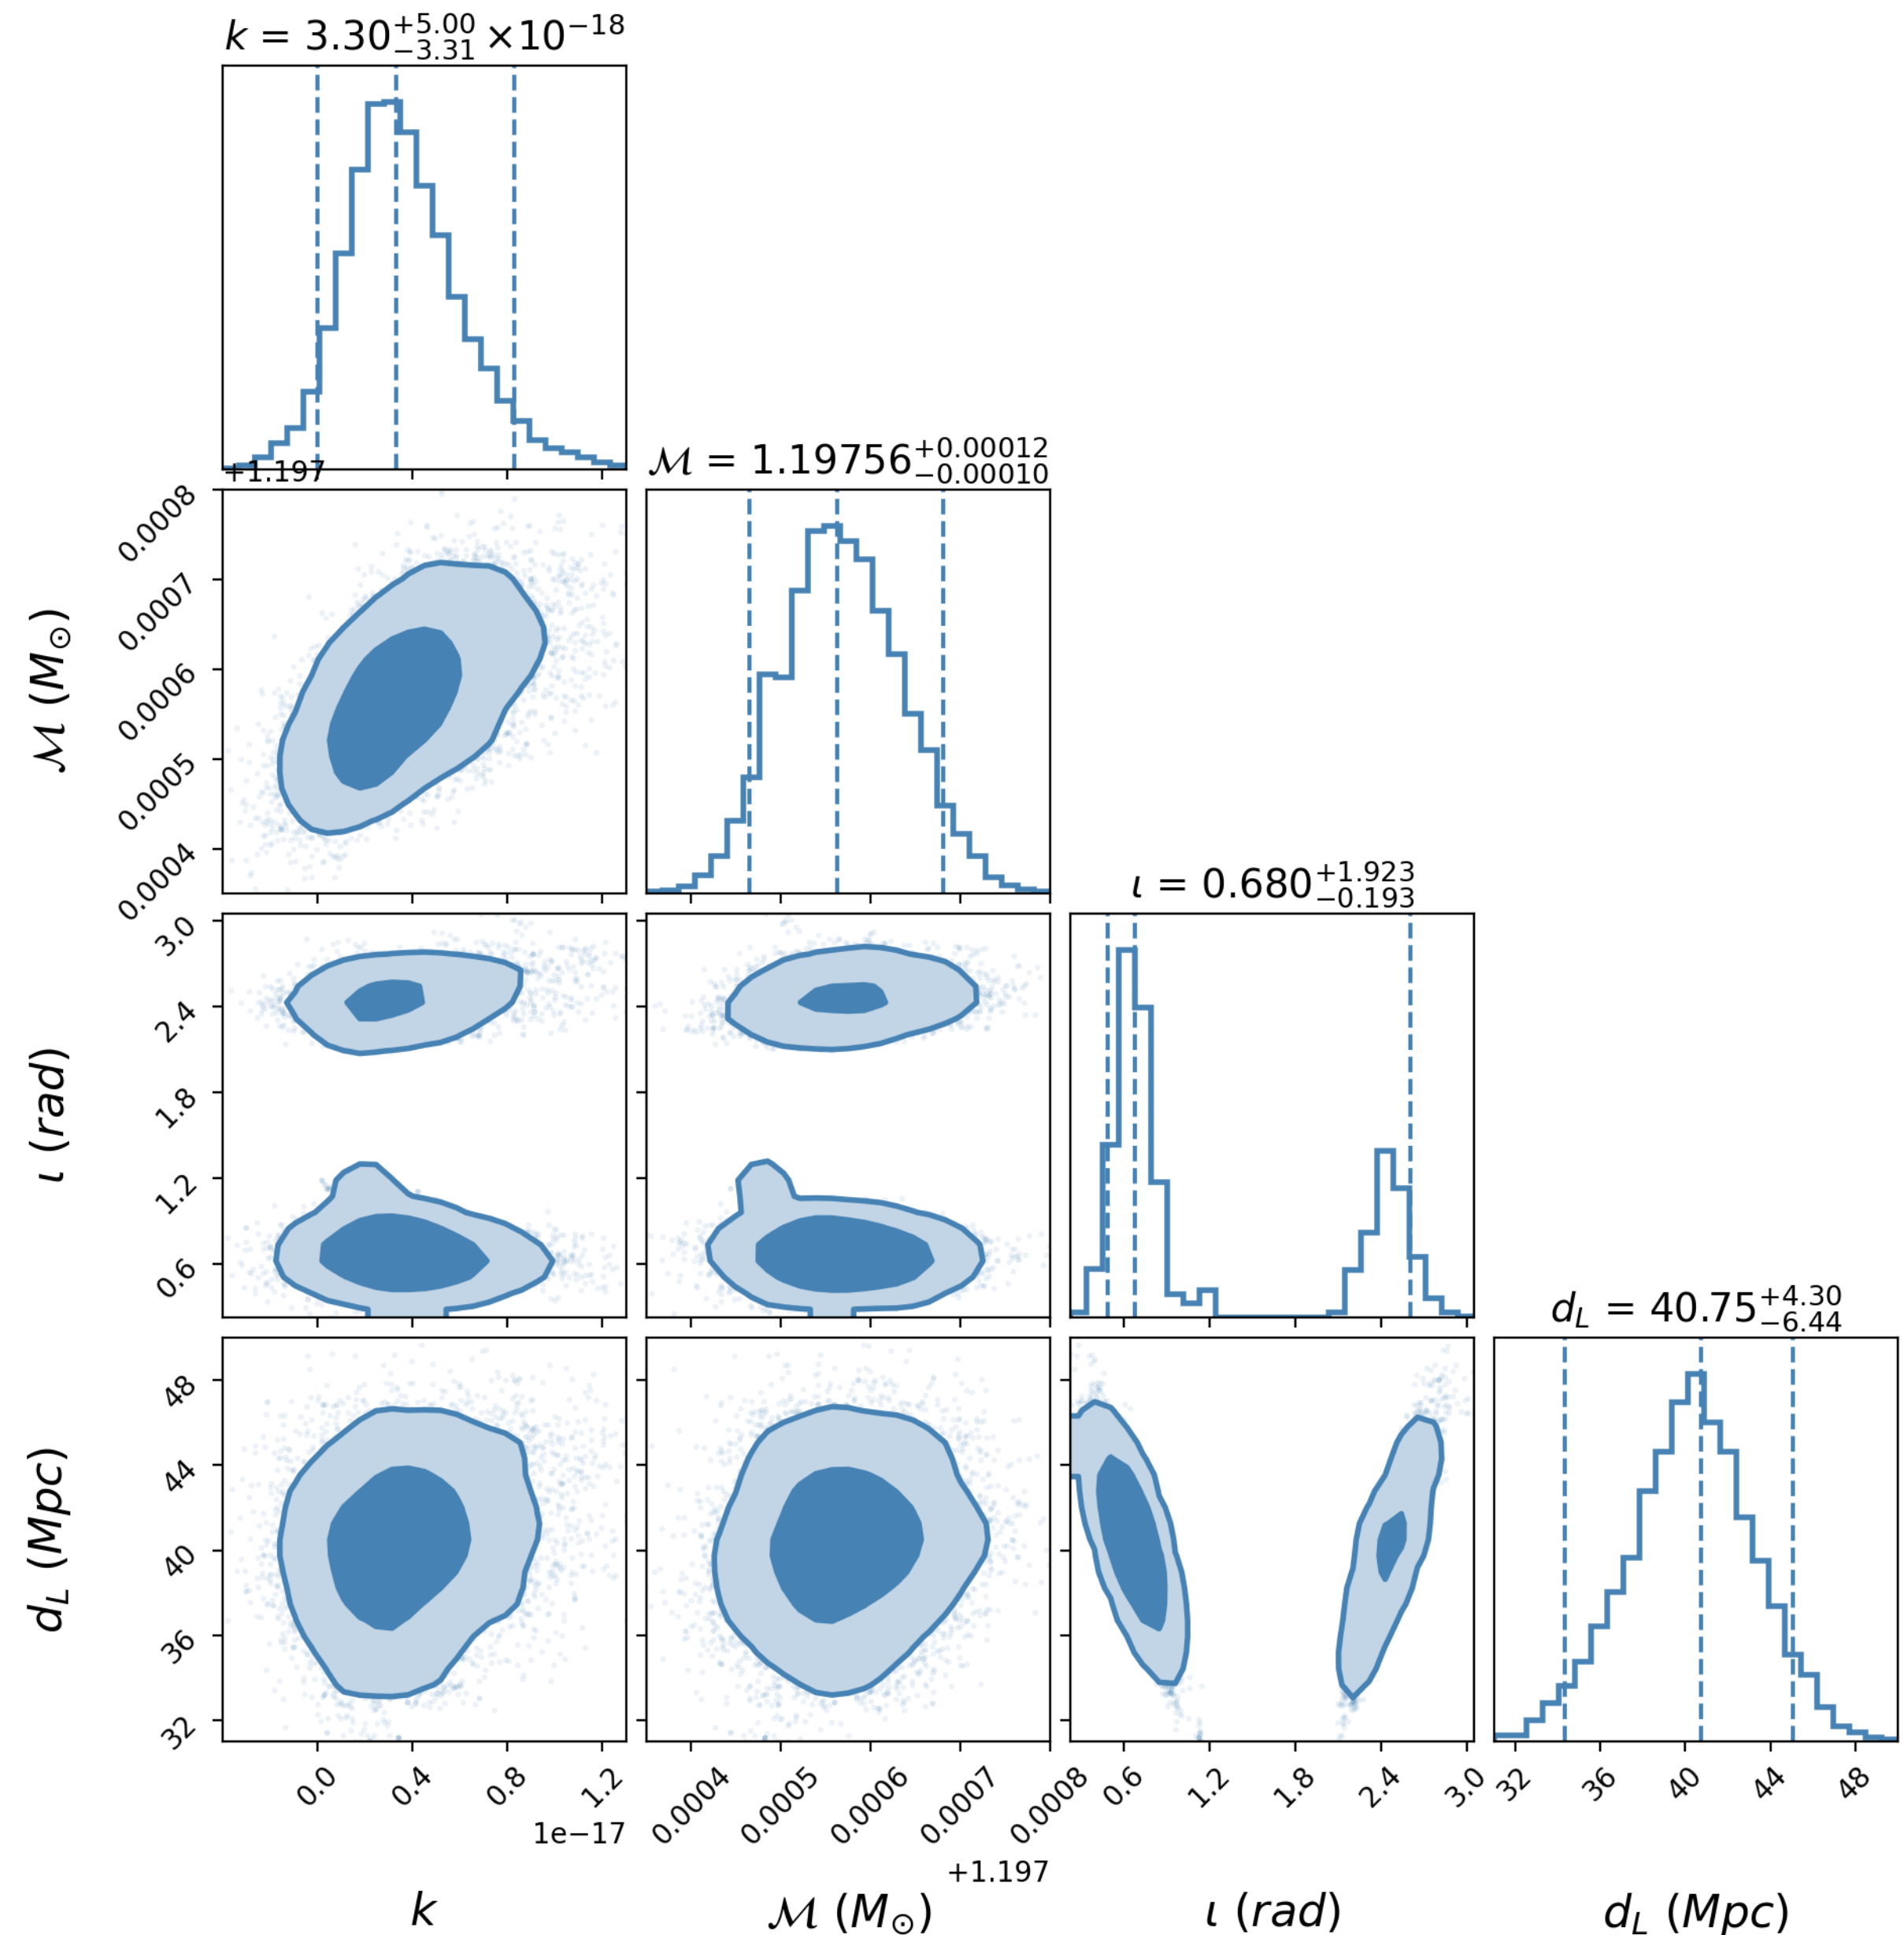 k = 3.30+5.00−3.31 ×10−18
+1.197
ℳ = 1.19756+0.00012−0.00010
0.0008
0.0007
0.0006
0.0005
0.0004
ℳ (M⊙)
ι = 0.680+1.923−0.193
3.0
2.4
1.8
1.2
0.6
ι (rad)
dL = 40.75+4.30−6.44
48
44
40
36
32
dL (Mpc)
0.0 0.4 0.8 1.2
1e−17
0.0004 0.0005 0.0006 0.0007 0.0008
+1.197
0.6 1.2 1.8 2.4 3.0
32 36 40 44 48
k
ℳ (M⊙)
ι (rad)
dL (Mpc)